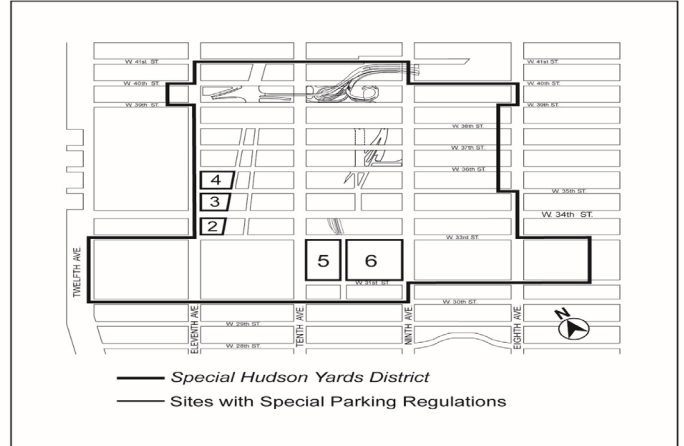 W. 41st. ST. W. 41st. ST.
W. 40th. ST. W. 40th. ST.
W. 39th. ST. W. 39th. ST.
W. 38th ST.
W. 37th ST.
W. 36th ST.
4
W. 35th ST.
3
W. 34th ST.
2
W. 33rd ST.
5 6
TWELFTH AVE.
W. 31st ST.
W. 30th ST.
ELEVENTH AVE.
TENTH AVE.
NINTH AVE.
EIGHTH AVE.
N
W. 29th ST.
W. 28th ST.
Special Hudson Yards District
Sites with Special Parking Regulations